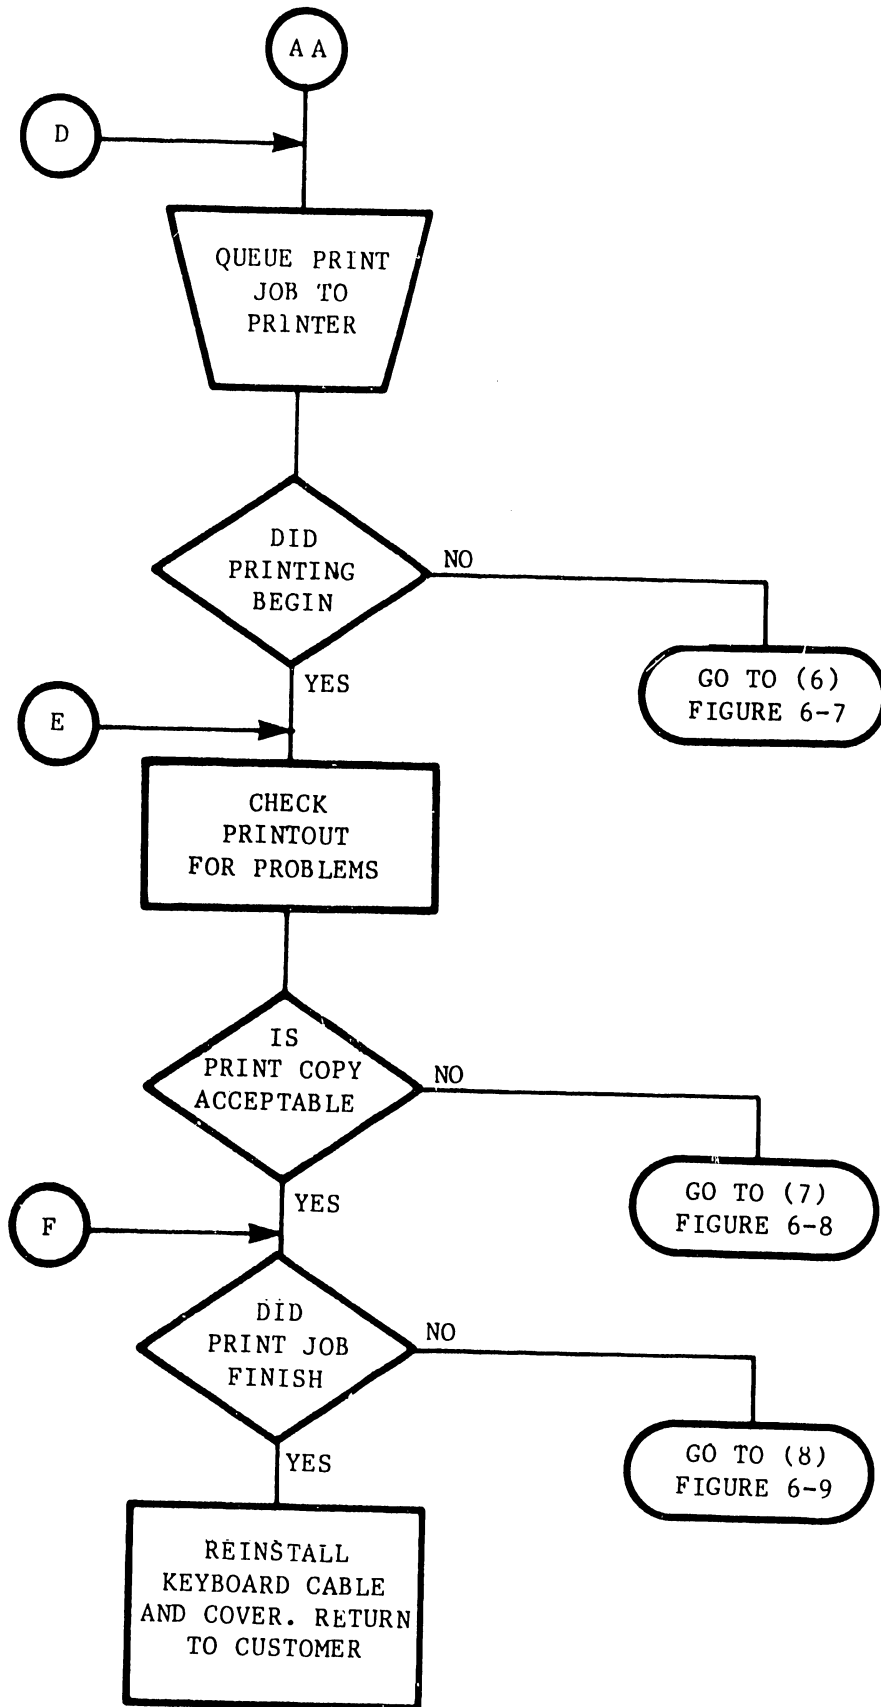 A A
D
QUEUE PRINT
JOB TO
PRINTER
DID
PRINTING
BEGIN
NO
GO TO (6)
FIGURE 6-7
YES
E
CHECK
PRINTOUT
FOR PROBLEMS
IS
PRINT COPY
ACCEPTABLE
NO
GO TO (7)
FIGURE 6-8
YES
F
DID
PRINT JOB
FINISH
NO
GO TO (8)
FIGURE 6-9
YES
REINSTALL
KEYBOARD CABLE
AND COVER. RETURN
TO CUSTOMER